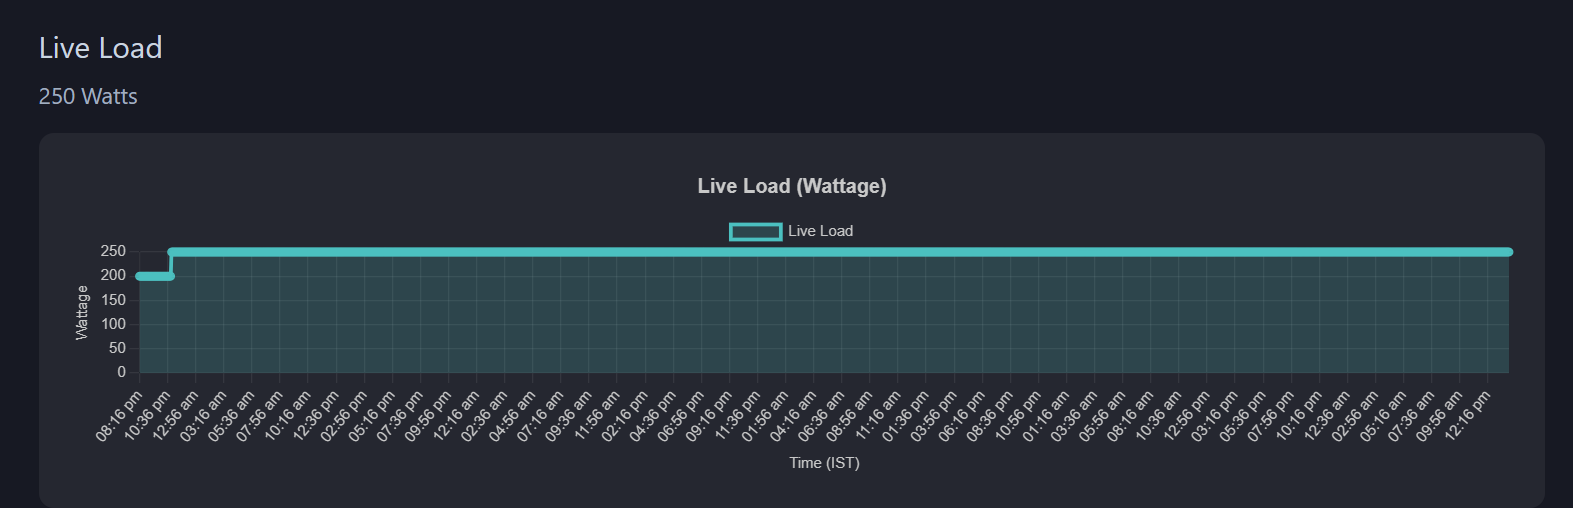 Live Load
250 Watts
Live Load (Wattage)
Live Load
250
200
150
100
50
0
Wattage
08:16 pm
10:36 pm
12:56 am
03:16 am
05:36 am
07:56 am
10:16 am
12:36 pm
02:56 pm
05:16 pm
07:36 pm
09:56 pm
12:16 am
02:36 am
04:56 am
07:16 am
09:36 am
11:56 am
02:16 pm
04:36 pm
06:56 pm
09:16 pm
11:36 pm
01:56 am
04:16 am
06:36 am
08:56 am
11:16 am
01:36 pm
03:56 pm
06:16 pm
08:36 pm
10:56 pm
01:16 am
03:36 am
05:56 am
08:16 am
10:36 am
12:56 pm
03:16 pm
05:36 pm
07:56 pm
10:16 pm
12:36 am
02:56 am
05:16 am
07:36 am
09:56 am
12:16 pm
Time (IST)